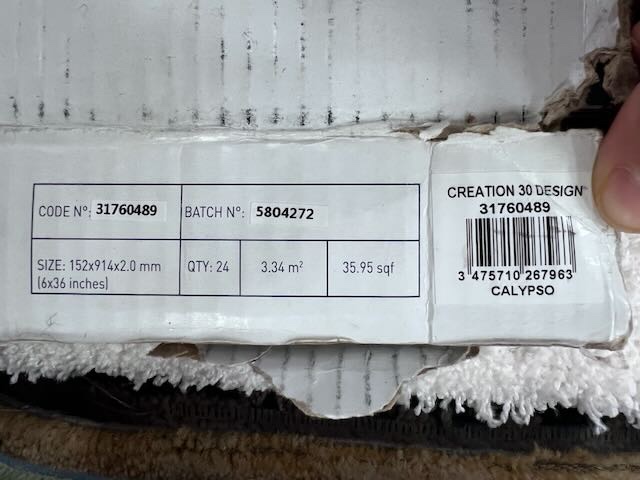 CODE N°: 31760489
BATCH N°: 5804272
SIZE: 152x914x2.0 mm
(6x36 inches)
QTY: 24
3.34 m²
35.95 sqf
CREATION 30 DESIGN
31760489
3 475710 267963
CALYPSO